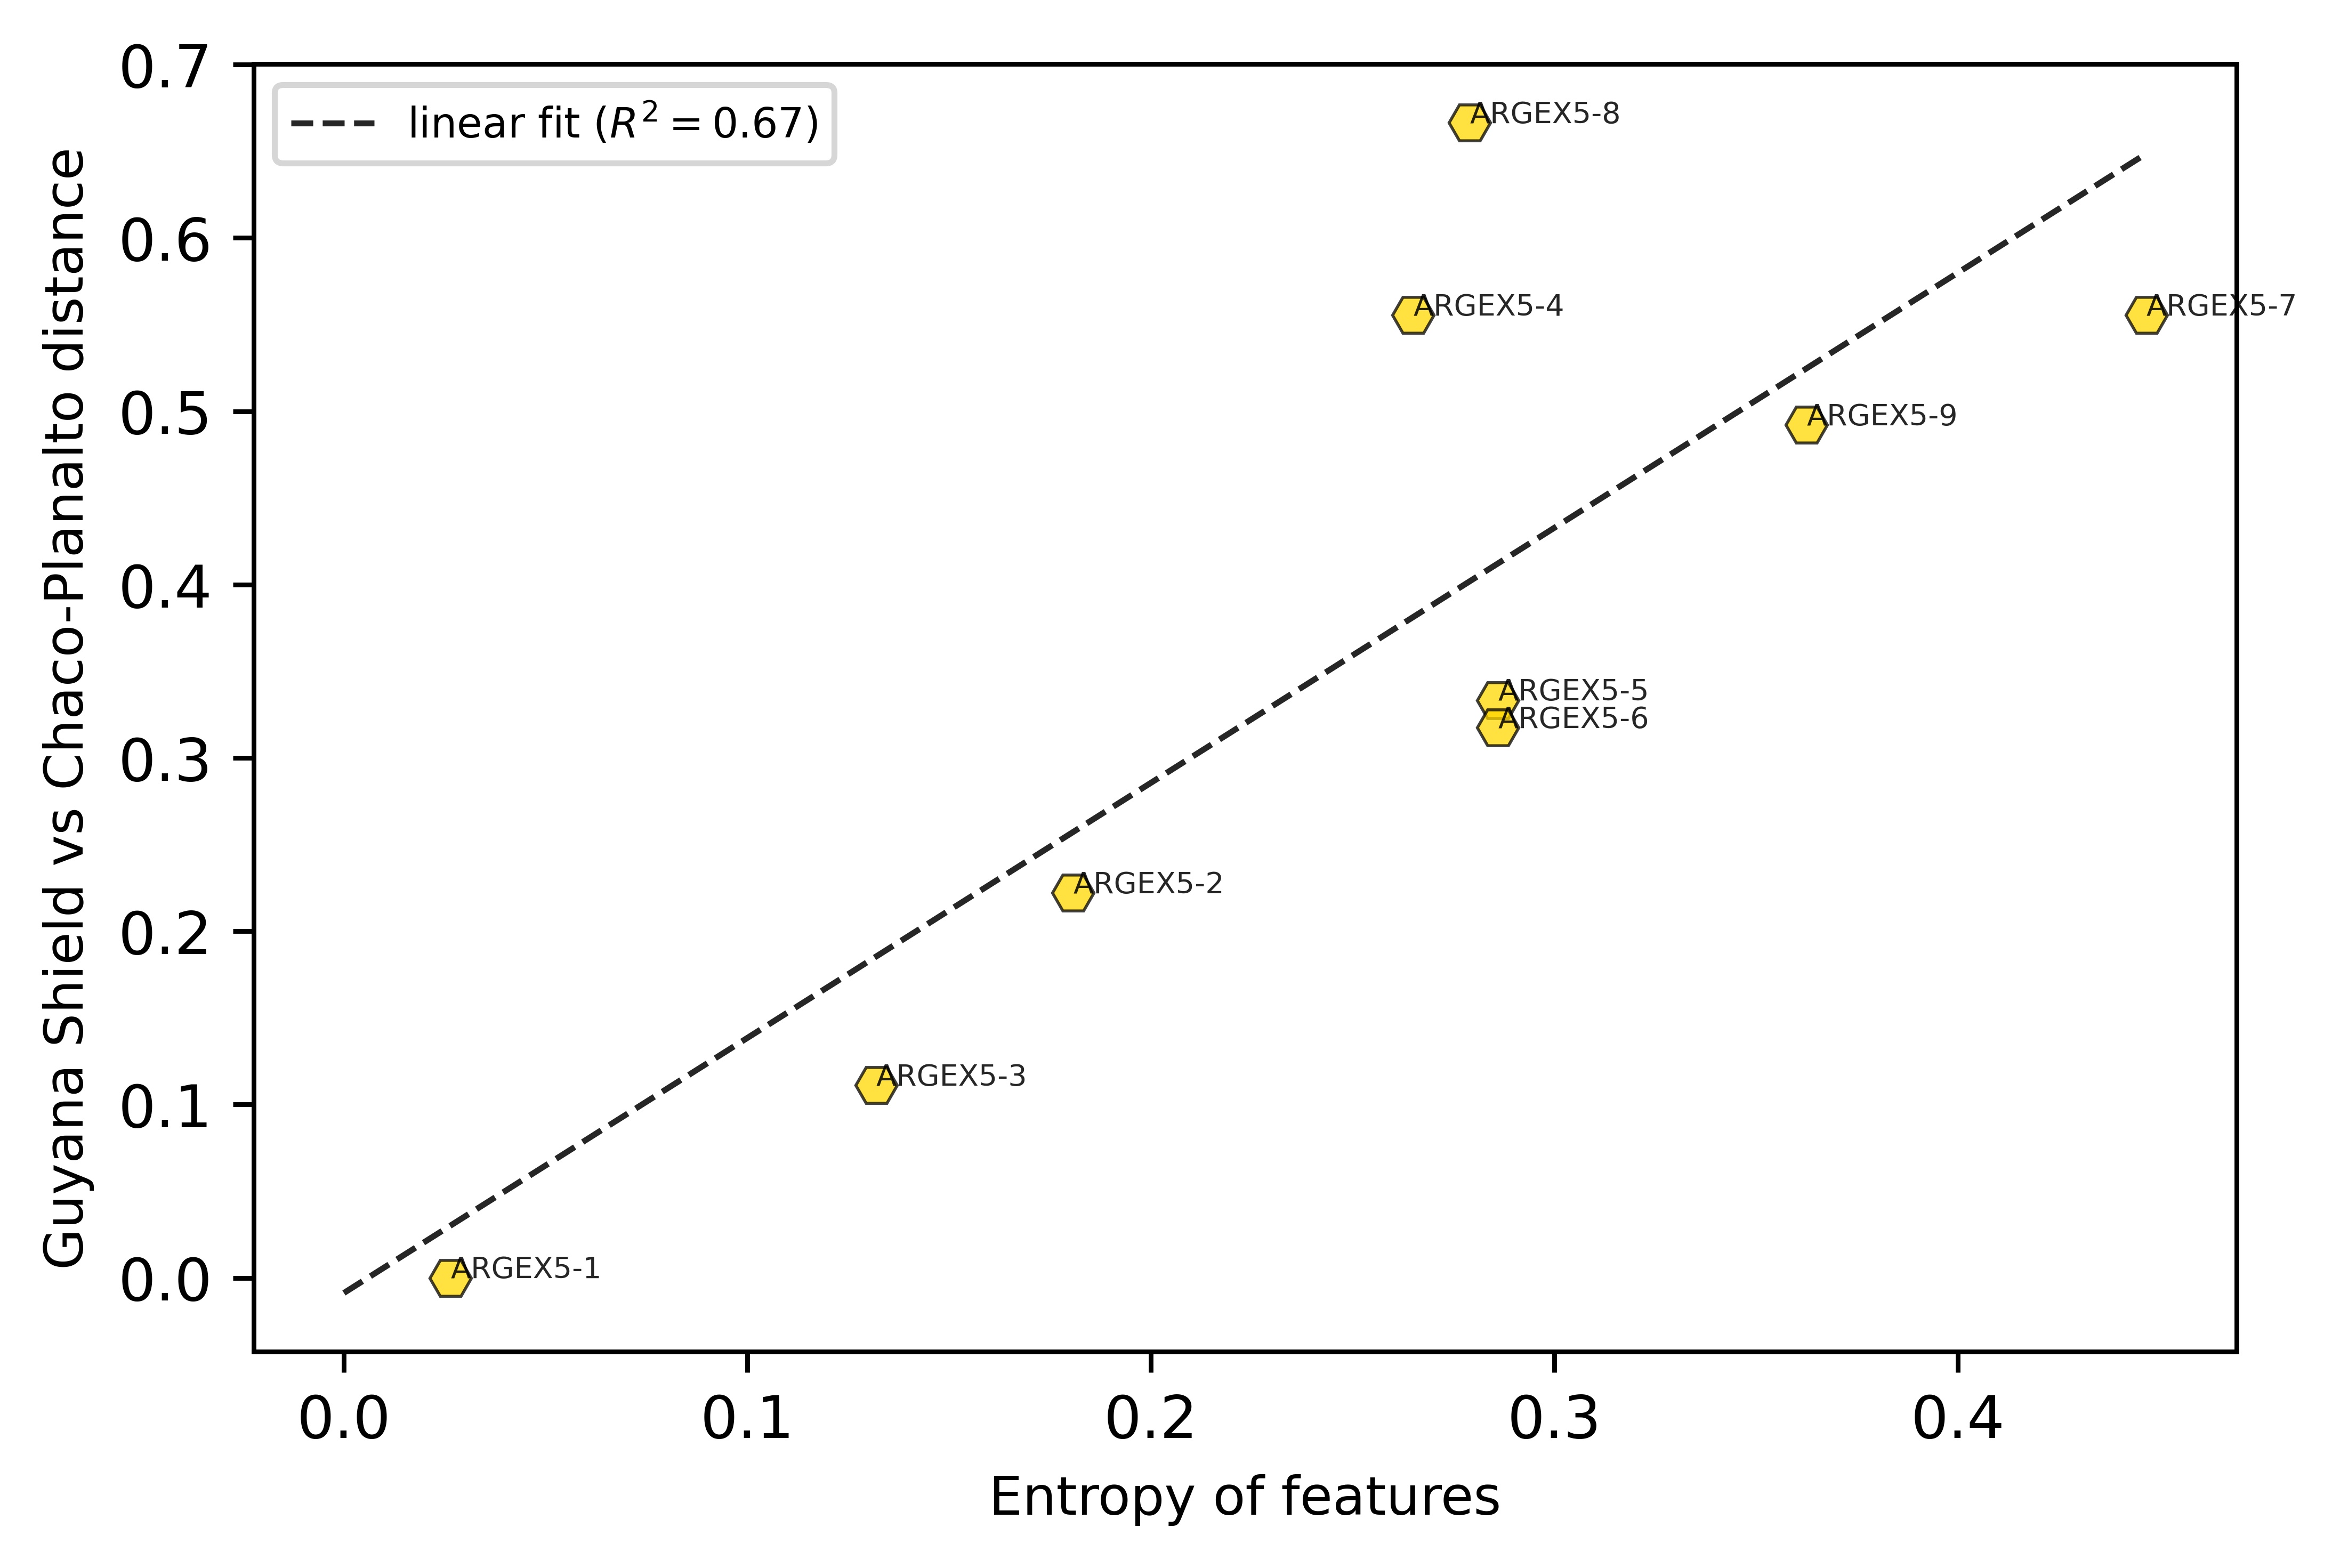 0.7
0.6
0.5
0.4
0.3
0.2
0.1
0.0
Guyana Shield vs Chaco-Planalto distance
linear fit (R² = 0.67)
ARGEX5-8
ARGEX5-4
ARGEX5-7
ARGEX5-9
ARGEX5-5
ARGEX5-6
ARGEX5-2
ARGEX5-3
ARGEX5-1
0.0 0.1 0.2 0.3 0.4
Entropy of features